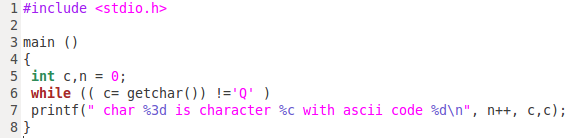 1 #include <stdio.h>
2
3 main ()
4 {
5  int c,n = 0;
6  while (( c= getchar()) !='Q' )
7  printf(" char %3d is character %c with ascii code %d\n", n++, c,c);
8 }